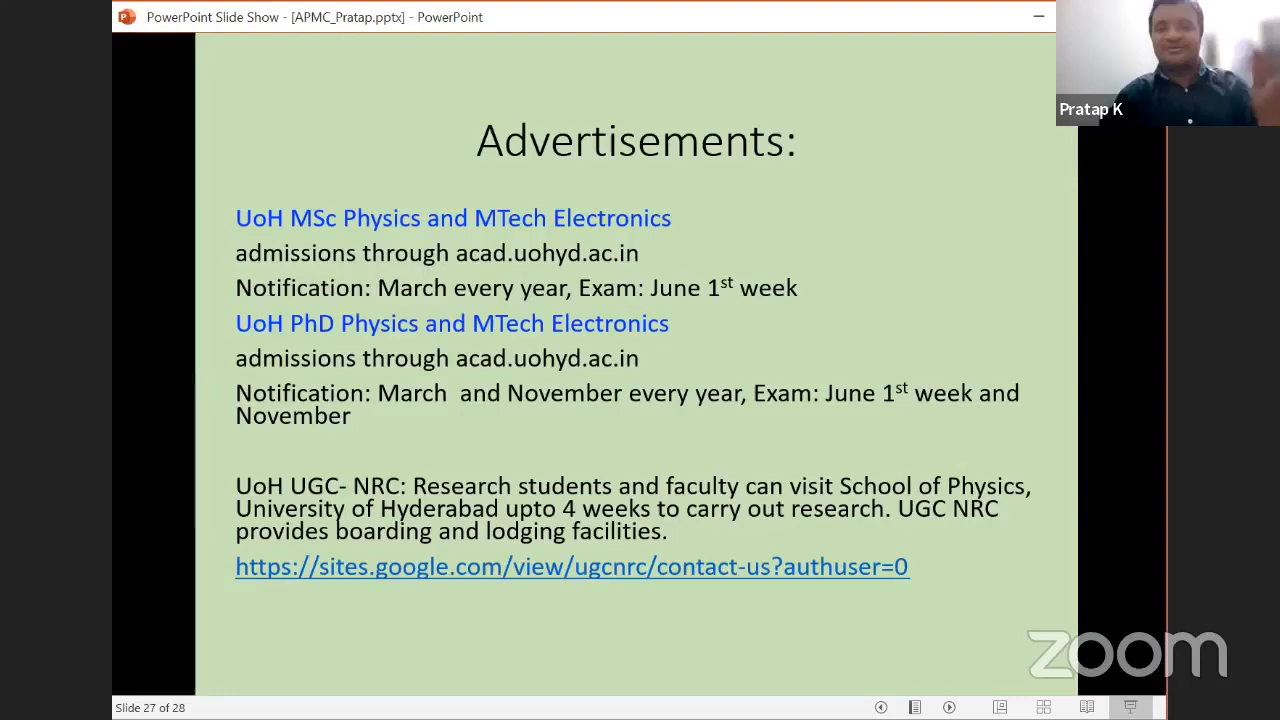 PowerPoint Slide Show - [APMC_Pratap.pptx] - PowerPoint
Pratap K
Advertisements:
UoH MSc Physics and MTech Electronics
admissions through acad.uohyd.ac.in
Notification: March every year, Exam: June 1st week
UoH PhD Physics and MTech Electronics
admissions through acad.uohyd.ac.in
Notification: March  and November every year, Exam: June 1st week and
November
UoH UGC- NRC: Research students and faculty can visit School of Physics,
University of Hyderabad upto 4 weeks to carry out research. UGC NRC
provides boarding and lodging facilities.
https://sites.google.com/view/ugcnrc/contact-us?authuser=0
zoom
Slide 27 of 28